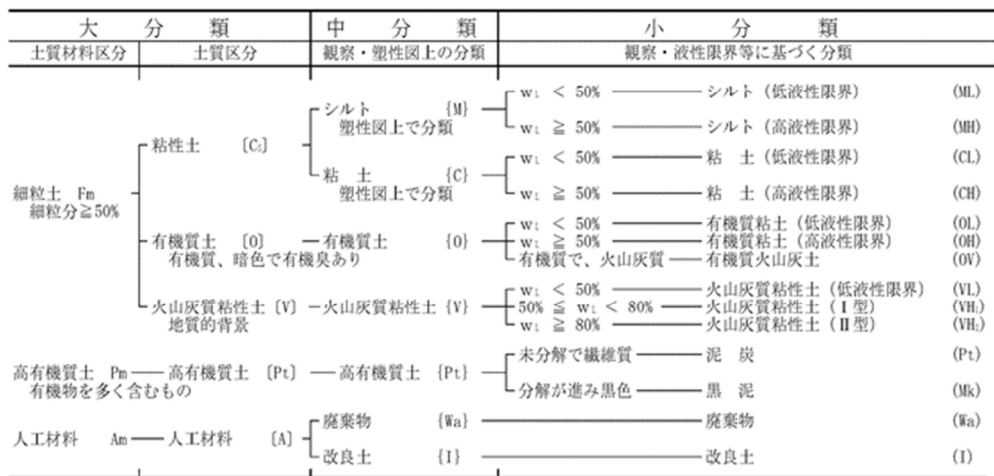 大　分　類　中　分　類　小　分　類
土質材料区分　土質区分　観察・塑性図上の分類　観察・液性限界等に基づく分類
wL < 50%　シルト（低液性限界）　(ML)
シルト　{M}
塑性図上で分類
wL ≧ 50%　シルト（高液性限界）　(MH)
粘性土　[Cs]
wL < 50%　粘　土（低液性限界）　(CL)
粘　土　{C}
塑性図上で分類
wL ≧ 50%　粘　土（高液性限界）　(CH)
細粒土　Fm
細粒分≧50%
wL < 50%　有機質粘土（低液性限界）　(OL)
有機質土　[O]　有機質土　{O}　wL ≧ 50%　有機質粘土（高液性限界）　(OH)
有機質、暗色で有機臭あり　有機質で、火山灰質　有機質火山灰土　(OV)
wL < 50%　火山灰質粘性土（低液性限界）　(VL)
火山灰質粘性土　[V]　火山灰質粘性土　{V}　50% ≦ wL < 80%　火山灰質粘性土（Ⅰ型）　(VH1)
地質的背景　wL ≧ 80%　火山灰質粘性土（Ⅱ型）　(VH2)
未分解で繊維質　泥　炭　(Pt)
高有機質土　Pm　高有機質土　[Pt]　高有機質土　{Pt}
有機物を多く含むもの　分解が進み黒色　黒　泥　(Mk)
廃棄物　{Wa}　廃棄物　(Wa)
人工材料　Am　人工材料　[A]
改良土　{I}　改良土　(I)